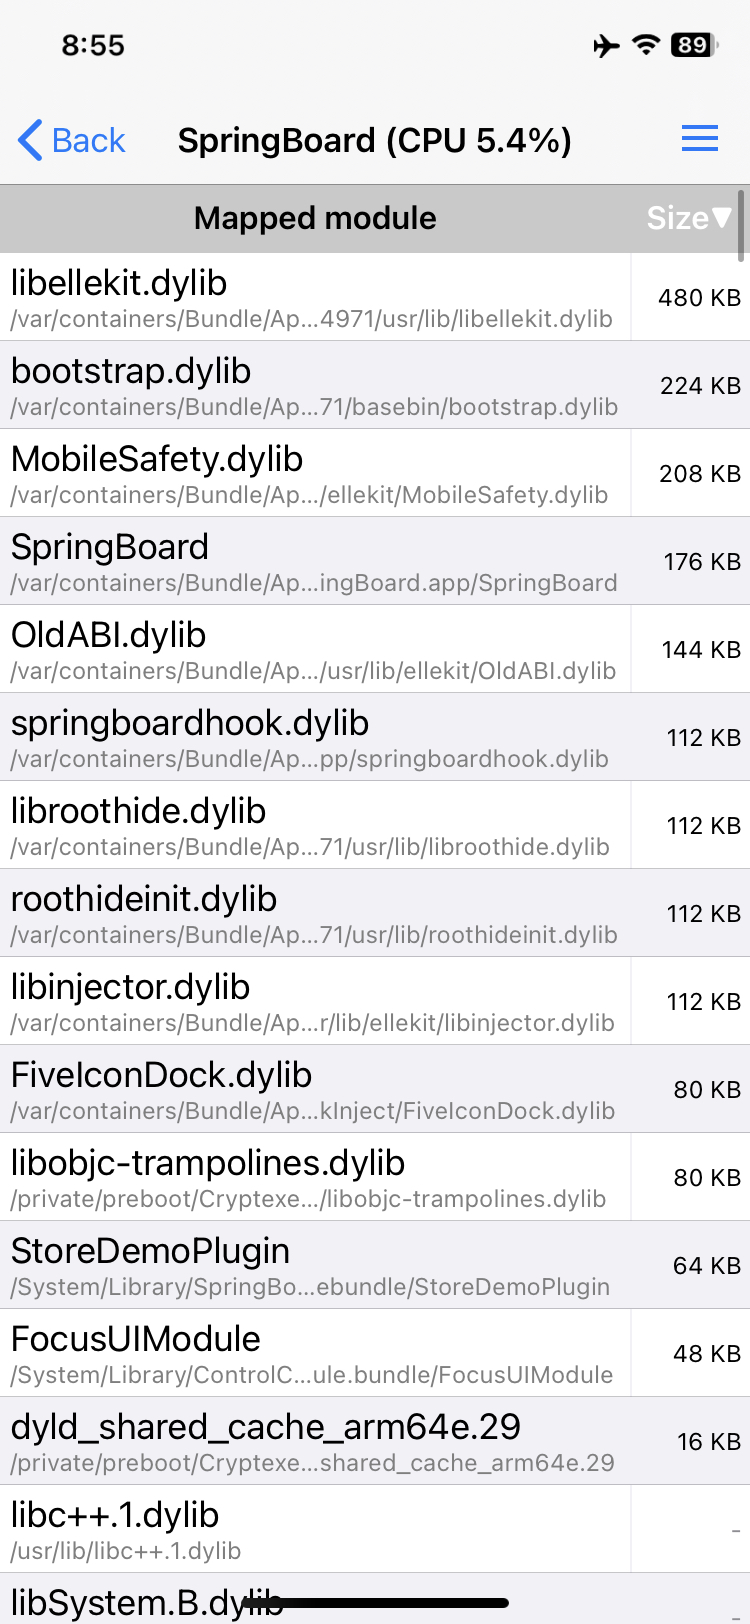 8:55
89
Back
SpringBoard (CPU 5.4%)
Mapped module
Size▼
libellekit.dylib
/var/containers/Bundle/Ap...4971/usr/lib/libellekit.dylib
480 KB
bootstrap.dylib
/var/containers/Bundle/Ap...71/basebin/bootstrap.dylib
224 KB
MobileSafety.dylib
/var/containers/Bundle/Ap.../ellekit/MobileSafety.dylib
208 KB
SpringBoard
/var/containers/Bundle/Ap...ingBoard.app/SpringBoard
176 KB
OldABI.dylib
/var/containers/Bundle/Ap.../usr/lib/ellekit/OldABI.dylib
144 KB
springboardhook.dylib
/var/containers/Bundle/Ap...pp/springboardhook.dylib
112 KB
libroothide.dylib
/var/containers/Bundle/Ap...71/usr/lib/libroothide.dylib
112 KB
roothideinit.dylib
/var/containers/Bundle/Ap...71/usr/lib/roothideinit.dylib
112 KB
libinjector.dylib
/var/containers/Bundle/Ap...r/lib/ellekit/libinjector.dylib
112 KB
FiveIconDock.dylib
/var/containers/Bundle/Ap...kInject/FiveIconDock.dylib
80 KB
libobjc-trampolines.dylib
/private/preboot/Cryptexe.../libobjc-trampolines.dylib
80 KB
StoreDemoPlugin
/System/Library/SpringBo...ebundle/StoreDemoPlugin
64 KB
FocusUIModule
/System/Library/ControlC...ule.bundle/FocusUIModule
48 KB
dyld_shared_cache_arm64e.29
/private/preboot/Cryptexe...shared_cache_arm64e.29
16 KB
libc++.1.dylib
/usr/lib/libc++.1.dylib
-
libSystem.B.dylib
-